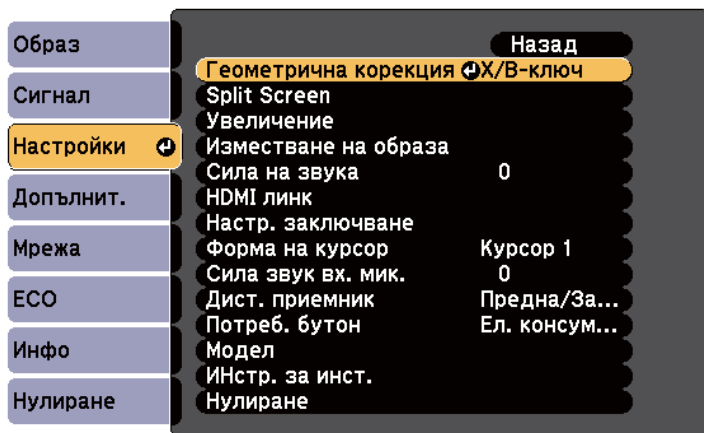 Образ
Сигнал
Настройки
Допълнит.
Мрежа
ECO
Инфо
Нулиране
Назад
Геометрична корекция Х/В-ключ
Split Screen
Увеличение
Изместване на образа
Сила на звука 0
HDMI линк
Настр. заключване
Форма на курсор Курсор 1
Сила звук вх. мик. 0
Дист. приемник Предна/За...
Потреб. бутон Ел. консум...
Модел
ИНстр. за инст.
Нулиране